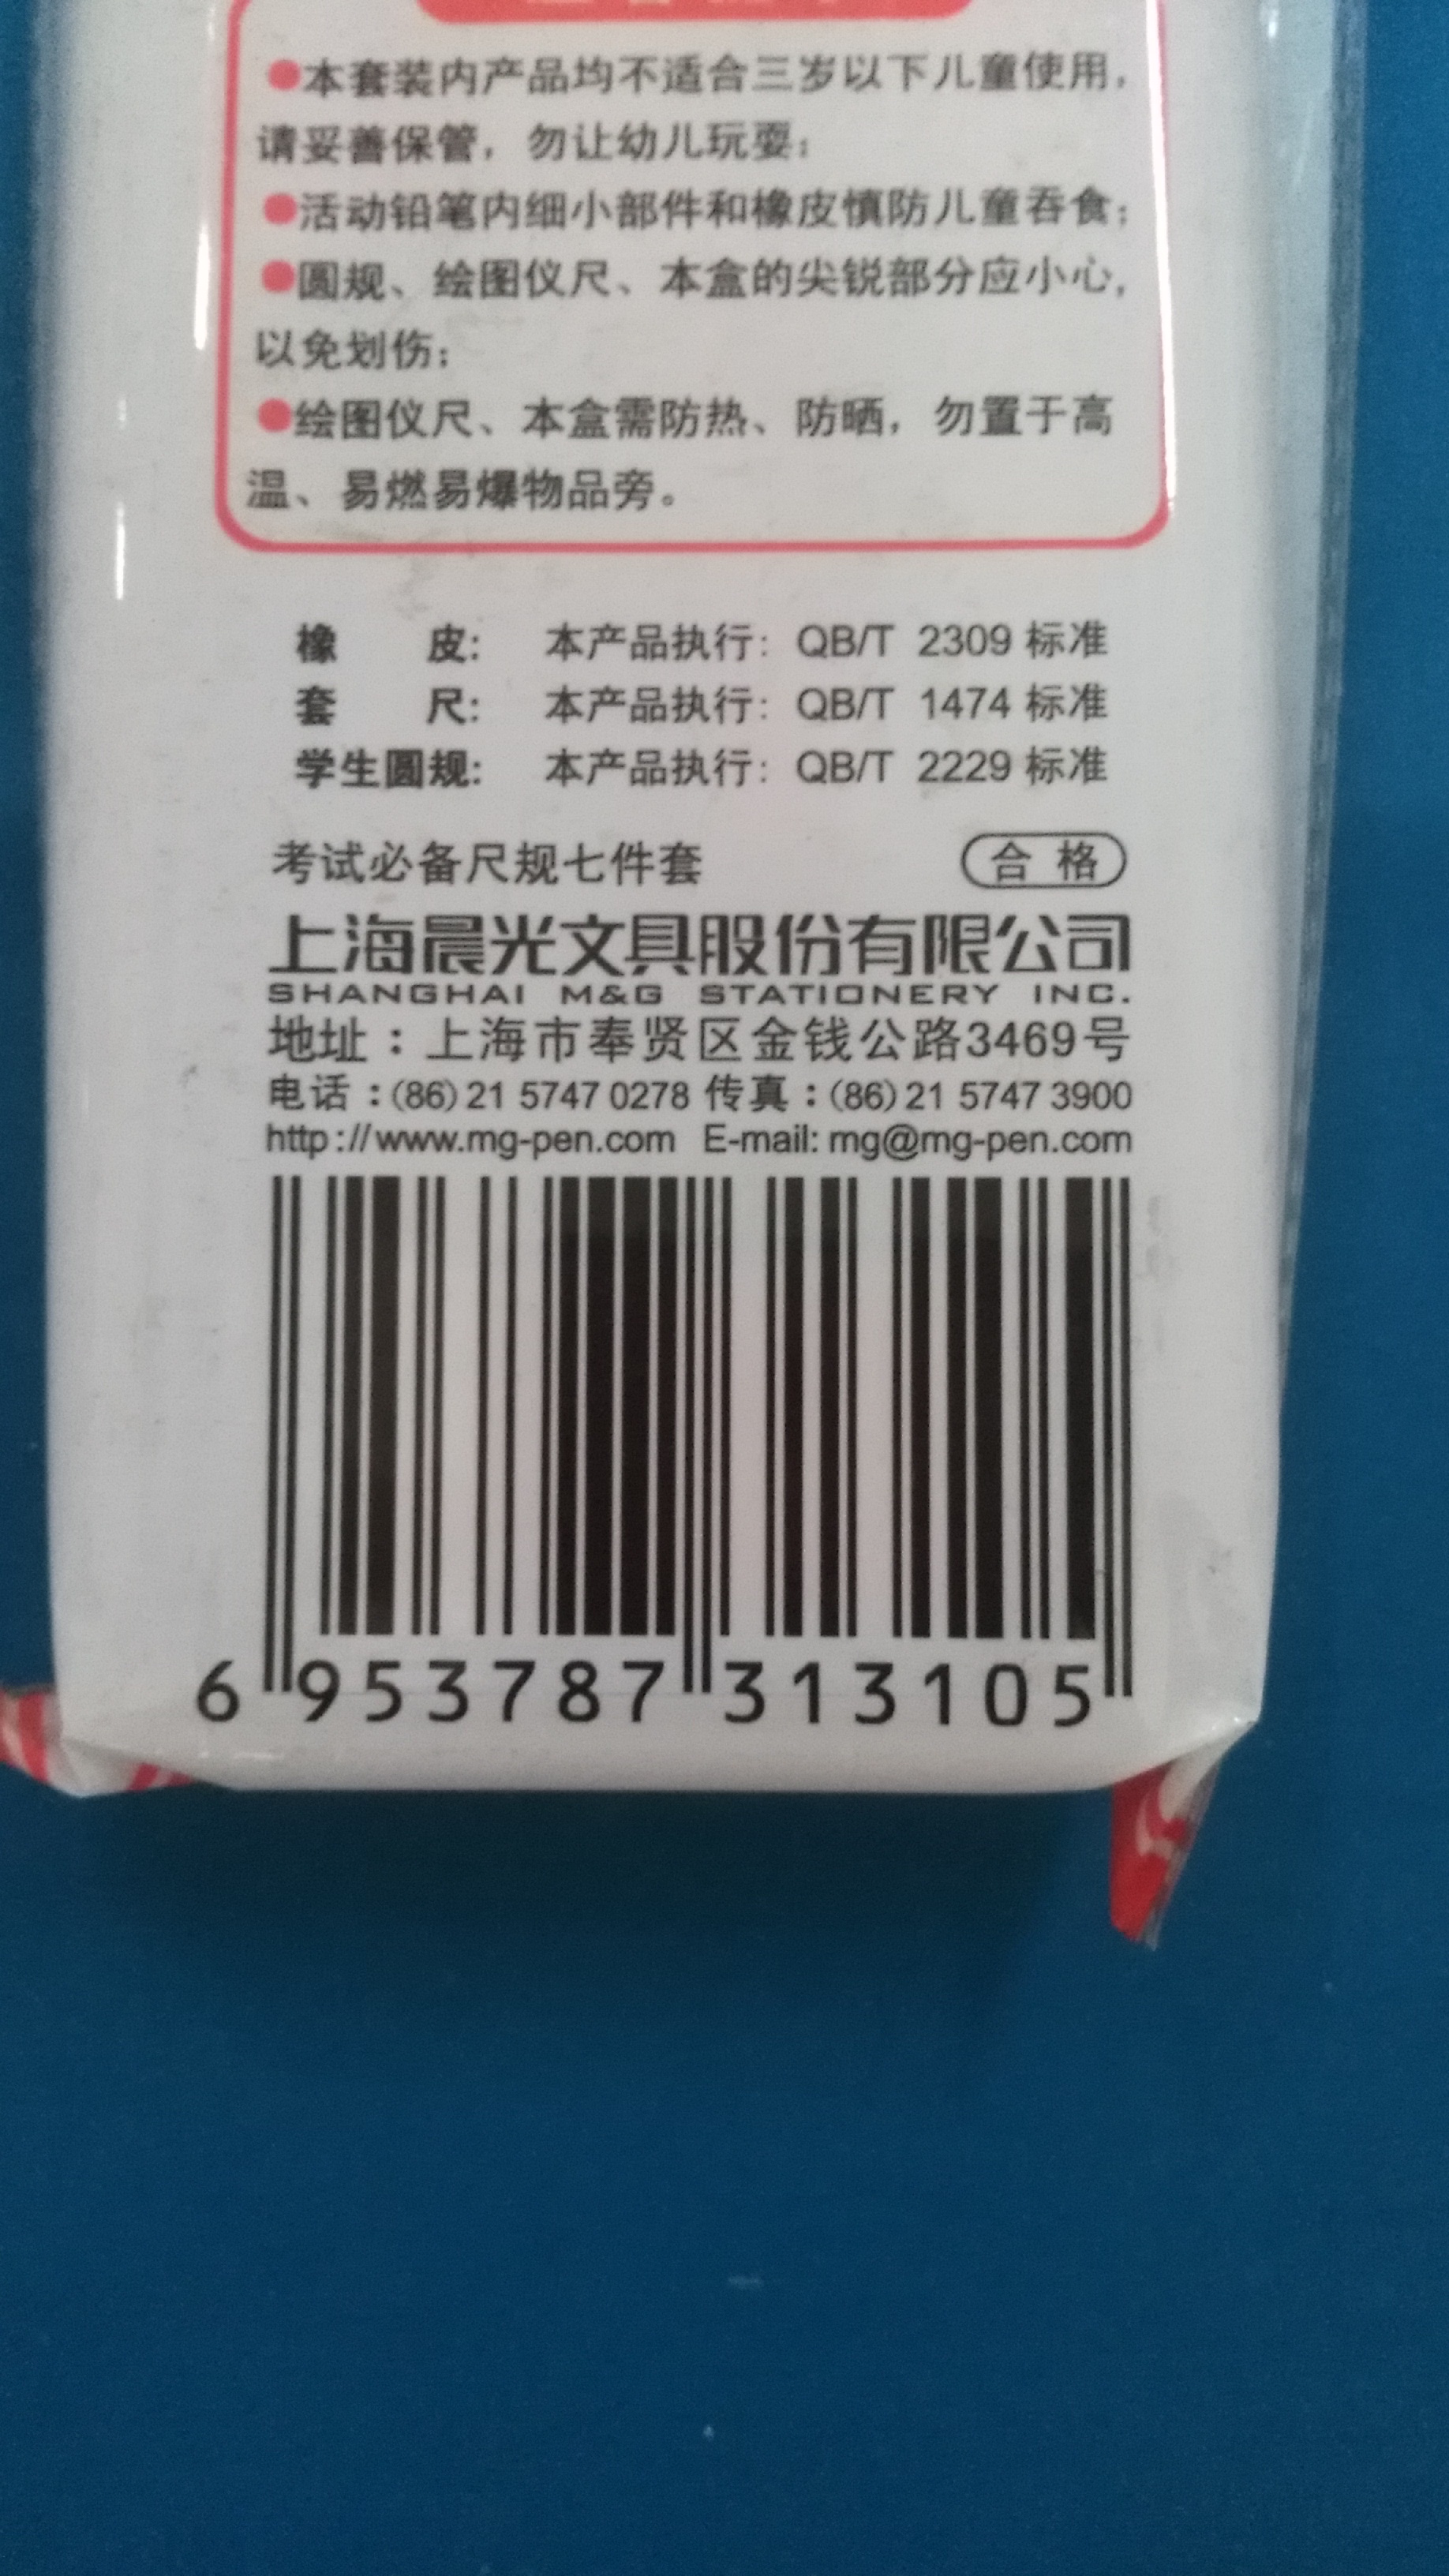 ●本套装内产品均不适合三岁以下儿童使用，
请妥善保管，勿让幼儿玩耍；
●活动铅笔内细小部件和橡皮慎防儿童吞食；
●圆规、绘图仪尺、本盒的尖锐部分应小心，
以免划伤；
●绘图仪尺、本盒需防热、防晒，勿置于高
温、易燃易爆物品旁。
橡 皮： 本产品执行：QB/T 2309 标准
套 尺： 本产品执行：QB/T 1474 标准
学生圆规： 本产品执行：QB/T 2229 标准
考试必备尺规七件套 合格
上海晨光文具股份有限公司
SHANGHAI M&G STATIONERY INC.
地址：上海市奉贤区金钱公路3469号
电话：(86)21 5747 0278 传真：(86)21 5747 3900
http://www.mg-pen.com E-mail: mg@mg-pen.com
6 953787 313105